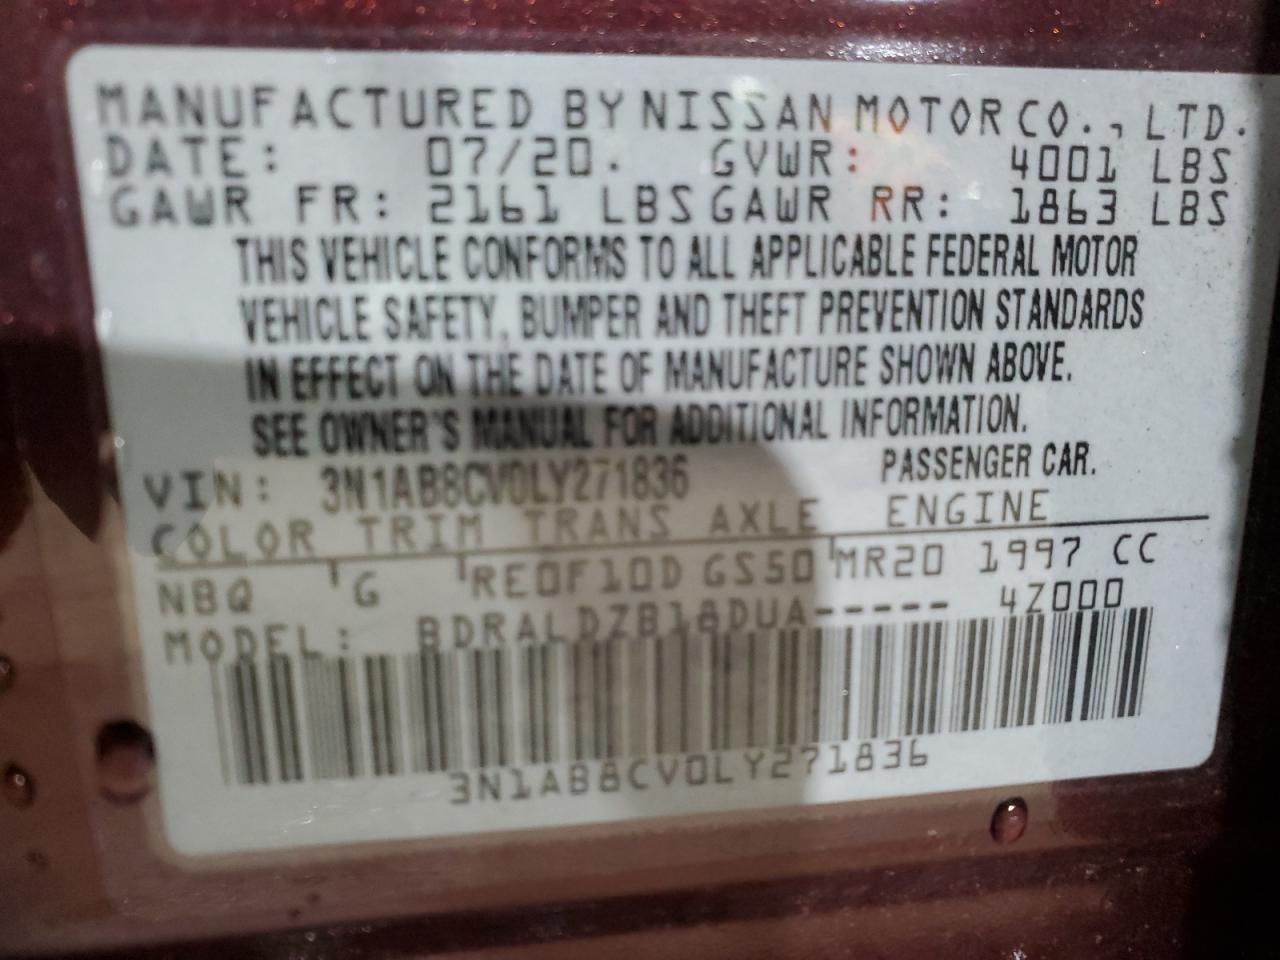 MANUFACTURED BY NISSAN MOTOR CO., LTD.
DATE: 07/20. GVWR: 4001 LBS
GAWR FR: 2161 LBS GAWR RR: 1863 LBS
THIS VEHICLE CONFORMS TO ALL APPLICABLE FEDERAL MOTOR
VEHICLE SAFETY, BUMPER AND THEFT PREVENTION STANDARDS
IN EFFECT ON THE DATE OF MANUFACTURE SHOWN ABOVE.
SEE OWNER'S MANUAL FOR ADDITIONAL INFORMATION.
VIN: 3N1AB8CV0LY271836 PASSENGER CAR.
COLOR TRIM TRANS AXLE ENGINE
NBQ G RE0F10D GS50 MR20 1997 CC
MODEL: BDRALDZB18DUA----- 4Z000
3N1AB8CV0LY271836